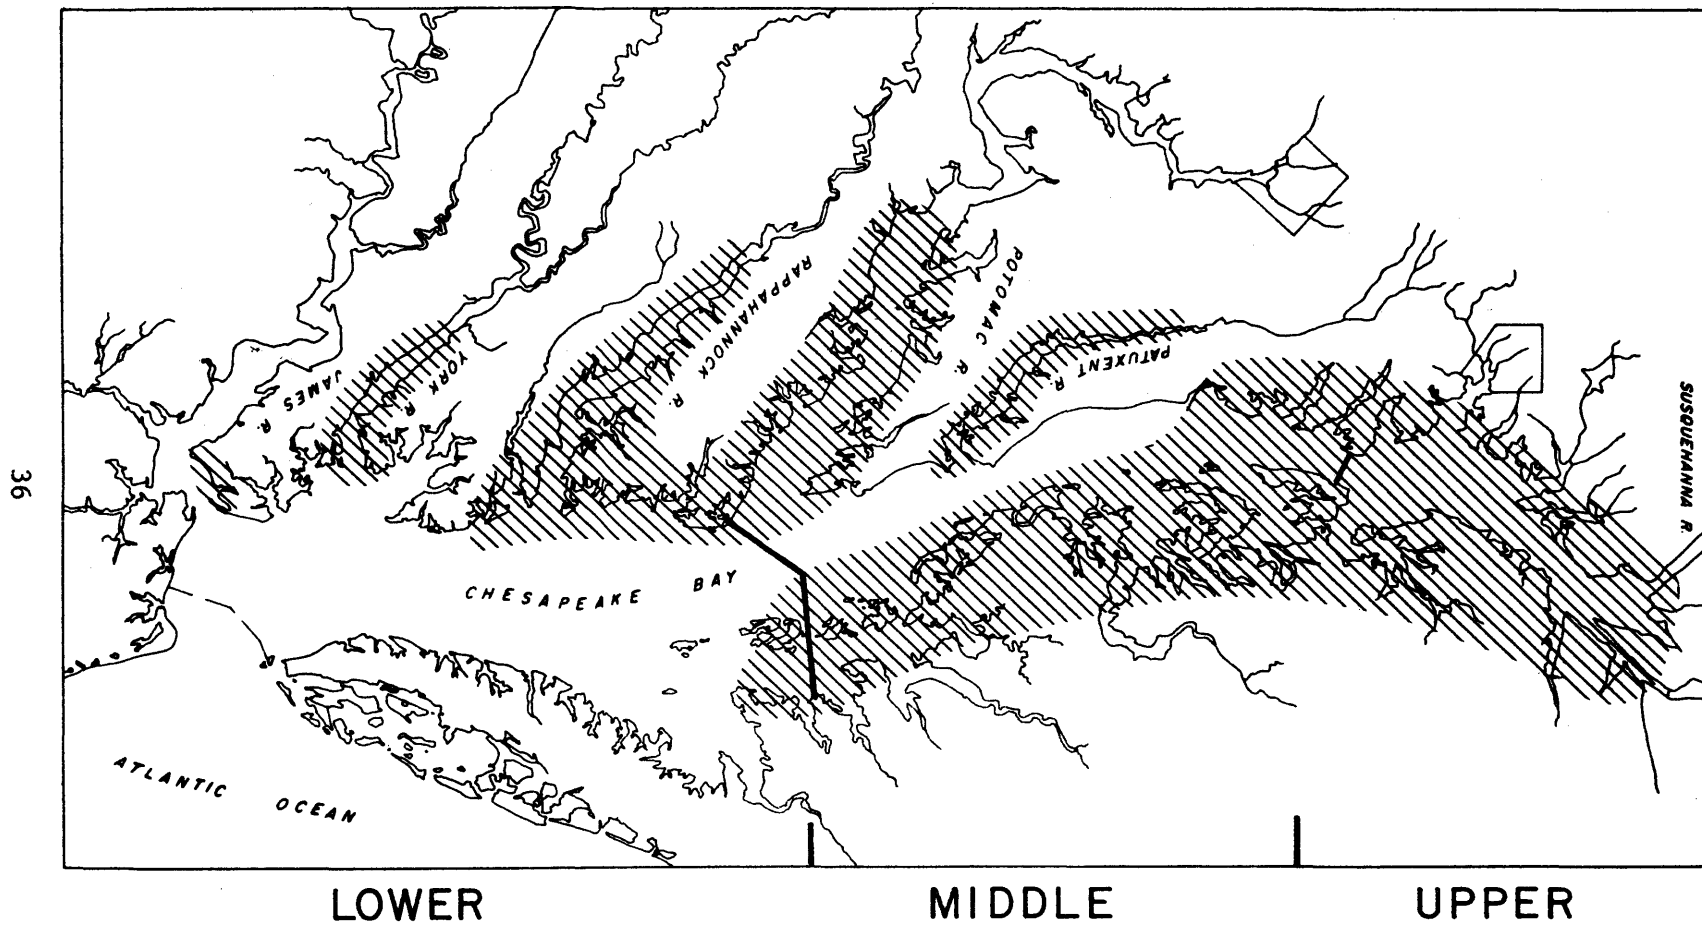 JAMES R.
YORK R.
RAPPAHANNOCK R.
POTOMAC R.
PATUXENT R.
SUSQUEHANNA R.
CHESAPEAKE BAY
ATLANTIC OCEAN
36
LOWER MIDDLE UPPER